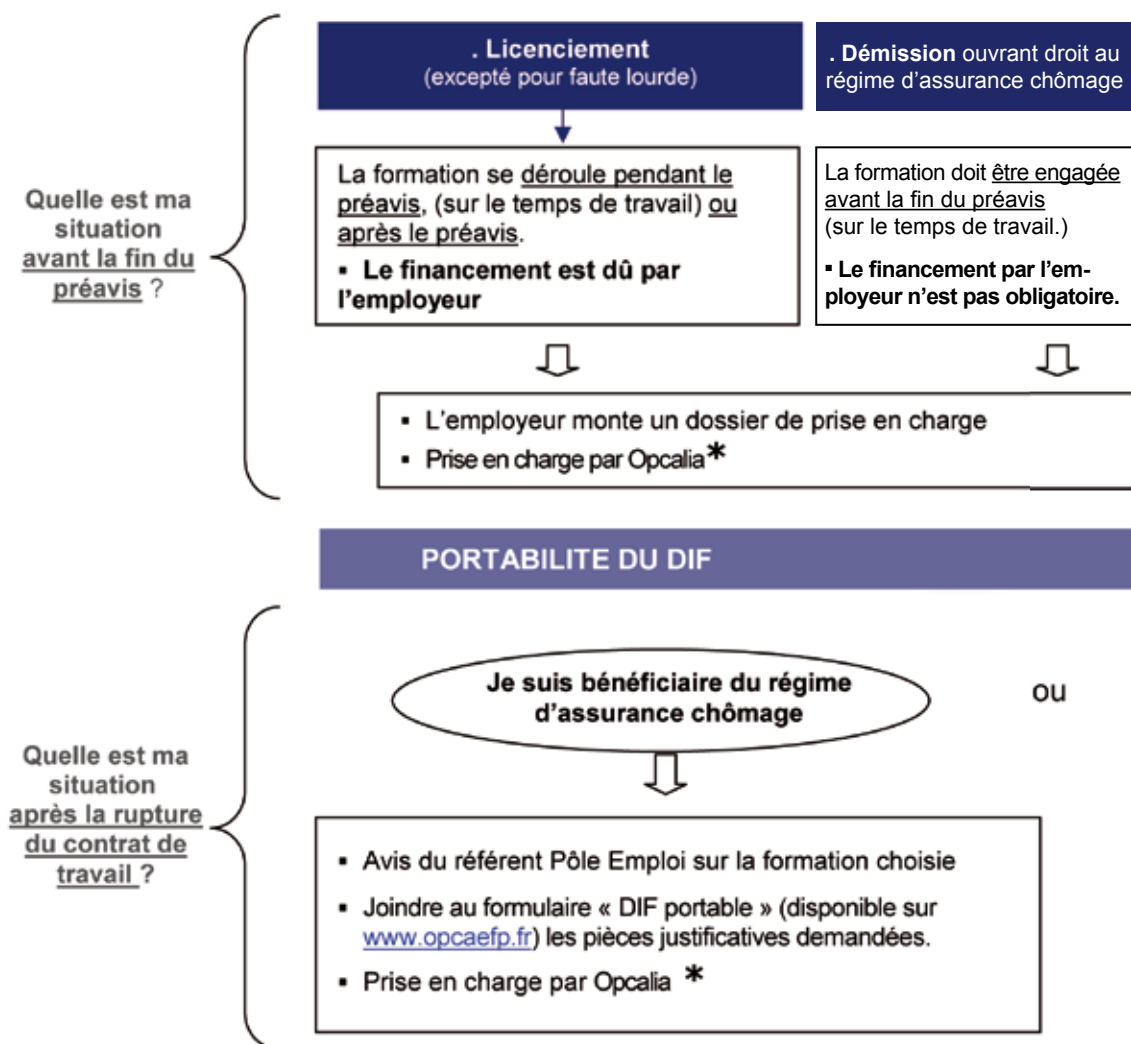 . Licenciement
(excepté pour faute lourde)
. Démission ouvrant droit au
régime d'assurance chômage
Quelle est ma
situation
avant la fin du
préavis ?
La formation se déroule pendant le
préavis, (sur le temps de travail) ou
après le préavis.
▪ Le financement est dû par
l'employeur
La formation doit être engagée
avant la fin du préavis
(sur le temps de travail.)
▪ Le financement par l'em-
ployeur n'est pas obligatoire.
▪ L'employeur monte un dossier de prise en charge
▪ Prise en charge par Opcalia*
PORTABILITE DU DIF
Je suis bénéficiaire du régime
d'assurance chômage
ou
Quelle est ma
situation
après la rupture
du contrat de
travail ?
▪ Avis du référent Pôle Emploi sur la formation choisie
▪ Joindre au formulaire « DIF portable » (disponible sur
www.opcaefp.fr) les pièces justificatives demandées.
▪ Prise en charge par Opcalia *